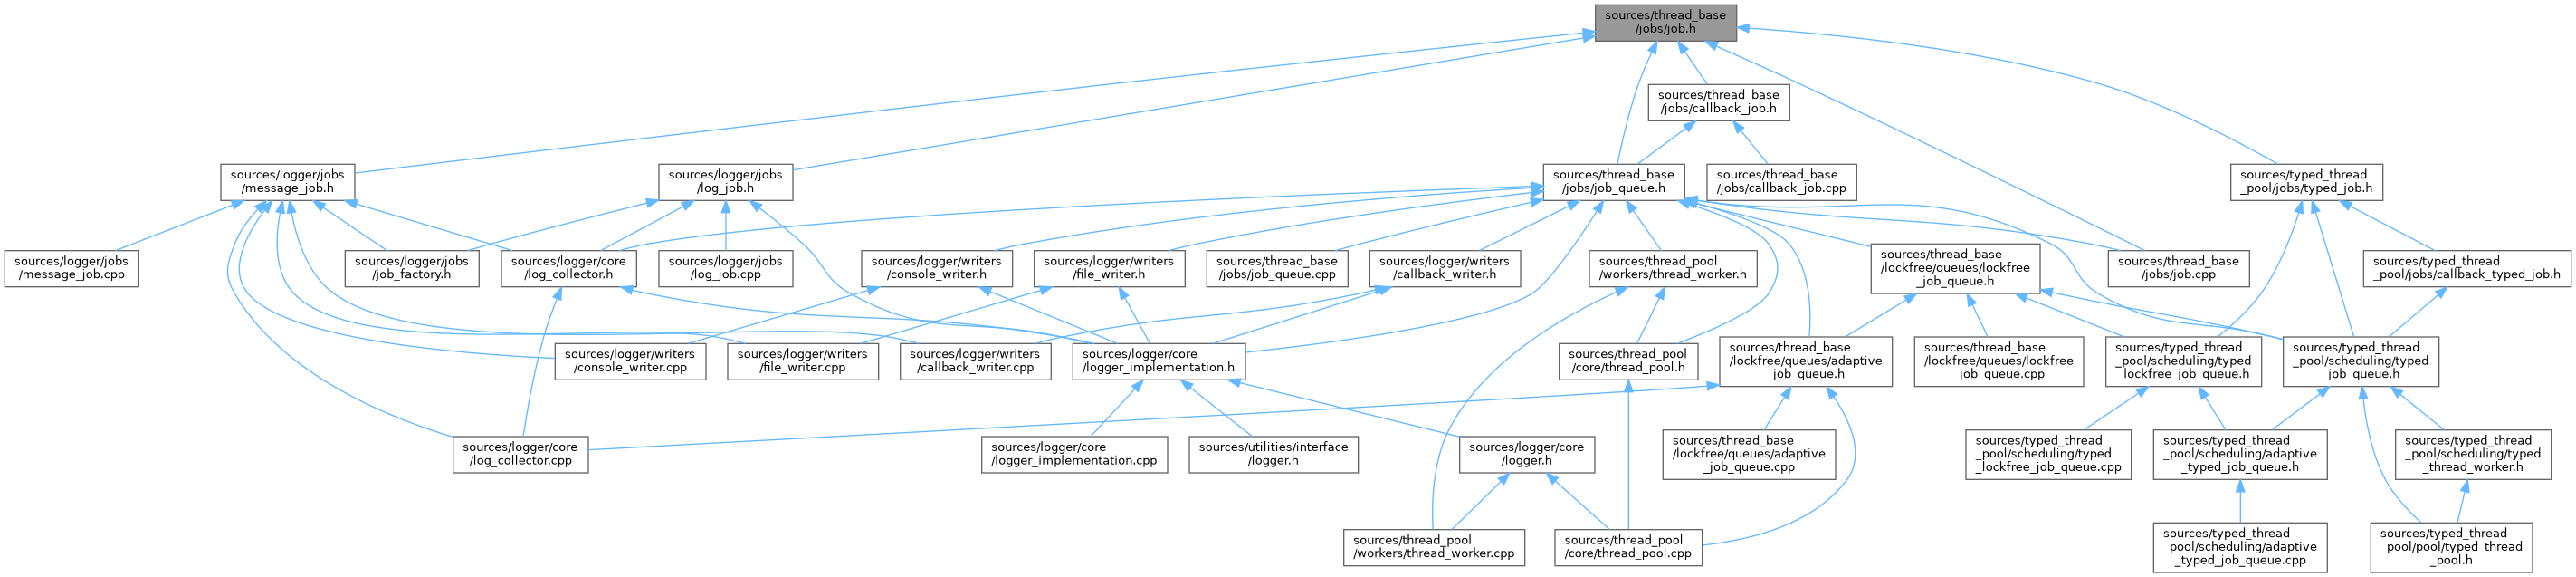 sources/thread_base
/jobs/job.h
sources/thread_base
/jobs/callback_job.h
sources/logger/jobs
/message_job.h
sources/logger/jobs
/log_job.h
sources/thread_base
/jobs/job_queue.h
sources/thread_base
/jobs/callback_job.cpp
sources/typed_thread
_pool/jobs/typed_job.h
sources/logger/jobs
/message_job.cpp
sources/logger/jobs
/job_factory.h
sources/logger/core
/log_collector.h
sources/logger/jobs
/log_job.cpp
sources/logger/writers
/console_writer.h
sources/logger/writers
/file_writer.h
sources/thread_base
/jobs/job_queue.cpp
sources/logger/writers
/callback_writer.h
sources/thread_pool
/workers/thread_worker.h
sources/thread_base
/lockfree/queues/lockfree
_job_queue.h
sources/thread_base
/jobs/job.cpp
sources/typed_thread
_pool/jobs/callback_typed_job.h
sources/logger/writers
/console_writer.cpp
sources/logger/writers
/file_writer.cpp
sources/logger/writers
/callback_writer.cpp
sources/logger/core
/logger_implementation.h
sources/thread_pool
/core/thread_pool.h
sources/thread_base
/lockfree/queues/adaptive
_job_queue.h
sources/thread_base
/lockfree/queues/lockfree
_job_queue.cpp
sources/typed_thread
_pool/scheduling/typed
_lockfree_job_queue.h
sources/typed_thread
_pool/scheduling/typed
_job_queue.h
sources/logger/core
/log_collector.cpp
sources/logger/core
/logger_implementation.cpp
sources/utilities/interface
/logger.h
sources/logger/core
/logger.h
sources/thread_base
/lockfree/queues/adaptive
_job_queue.cpp
sources/typed_thread
_pool/scheduling/typed
_lockfree_job_queue.cpp
sources/typed_thread
_pool/scheduling/adaptive
_typed_job_queue.h
sources/typed_thread
_pool/scheduling/typed
_thread_worker.h
sources/thread_pool
/workers/thread_worker.cpp
sources/thread_pool
/core/thread_pool.cpp
sources/typed_thread
_pool/scheduling/adaptive
_typed_job_queue.cpp
sources/typed_thread
_pool/pool/typed_thread
_pool.h